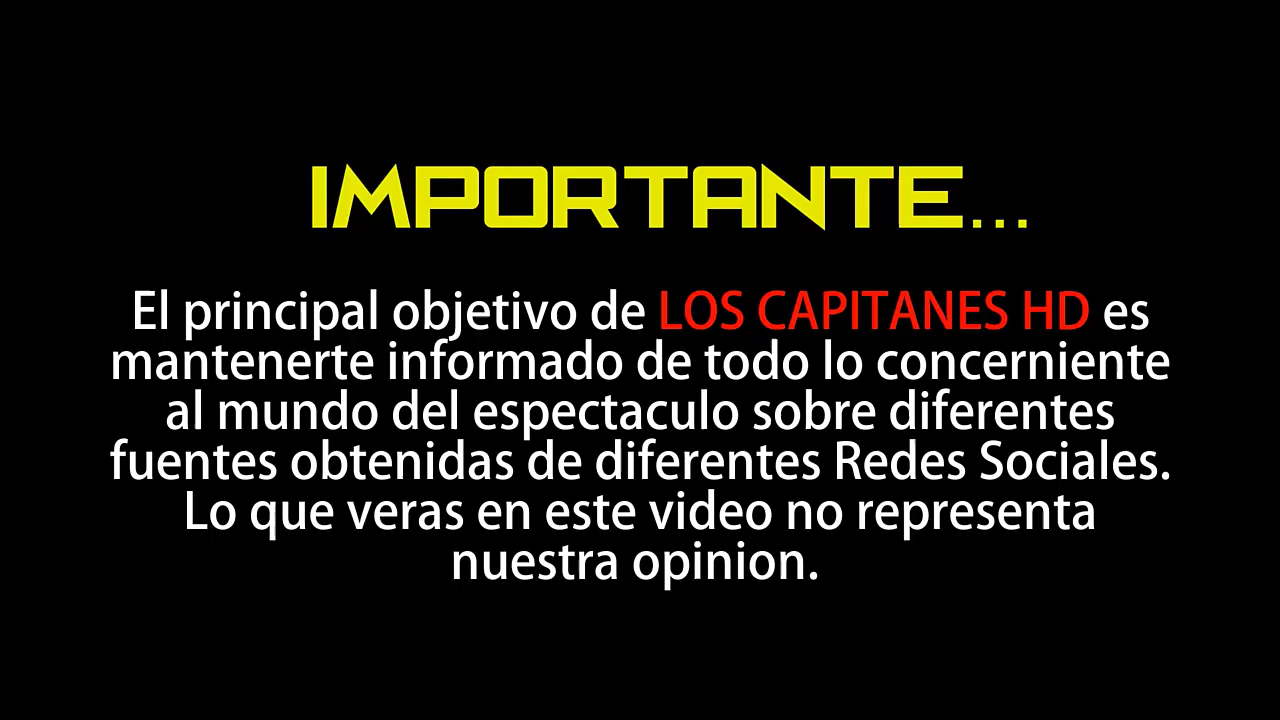 IMPORTANTE...
El principal objetivo de LOS CAPITANES HD es
mantenerte informado de todo lo concerniente
al mundo del espectaculo sobre diferentes
fuentes obtenidas de diferentes Redes Sociales.
Lo que veras en este video no representa
nuestra opinion.